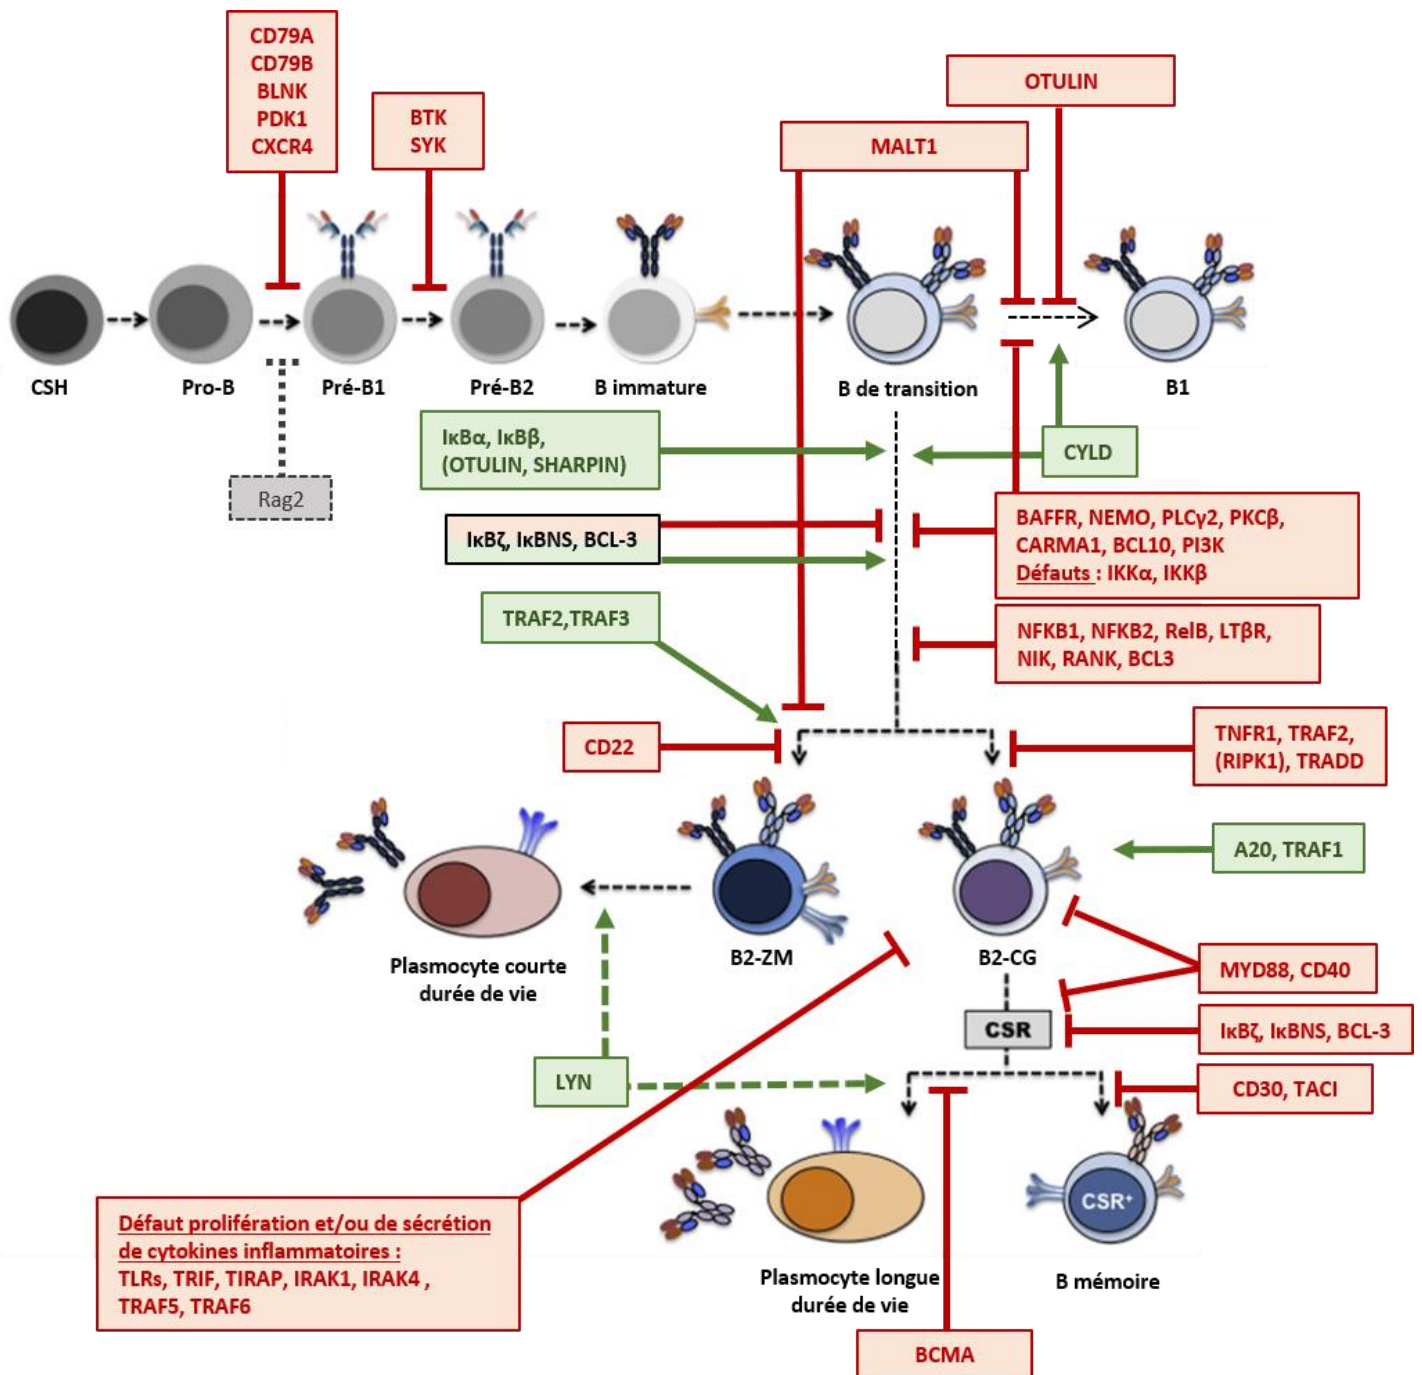 CD79A
CD79B
BLNK
PDK1
CXCR4
BTK
SYK
OTULIN
MALT1
CSH
Pro-B
Pré-B1
Pré-B2
B immature
B de transition
B1
Rag2
IκBα, IκBβ,
(OTULIN, SHARPIN)
CYLD
IκBζ, IκBNS, BCL-3
BAFFR, NEMO, PLCγ2, PKCβ,
CARMA1, BCL10, PI3K
Défauts : IKKα, IKKβ
TRAF2,TRAF3
NFKB1, NFKB2, RelB, LTβR,
NIK, RANK, BCL3
CD22
TNFR1, TRAF2,
(RIPK1), TRADD
A20, TRAF1
Plasmocyte courte
durée de vie
B2-ZM
B2-CG
MYD88, CD40
CSR
IκBζ, IκBNS, BCL-3
LYN
CD30, TACI
CSR+
Défaut prolifération et/ou de sécrétion
de cytokines inflammatoires :
TLRs, TRIF, TIRAP, IRAK1, IRAK4 ,
TRAF5, TRAF6
Plasmocyte longue
durée de vie
B mémoire
BCMA